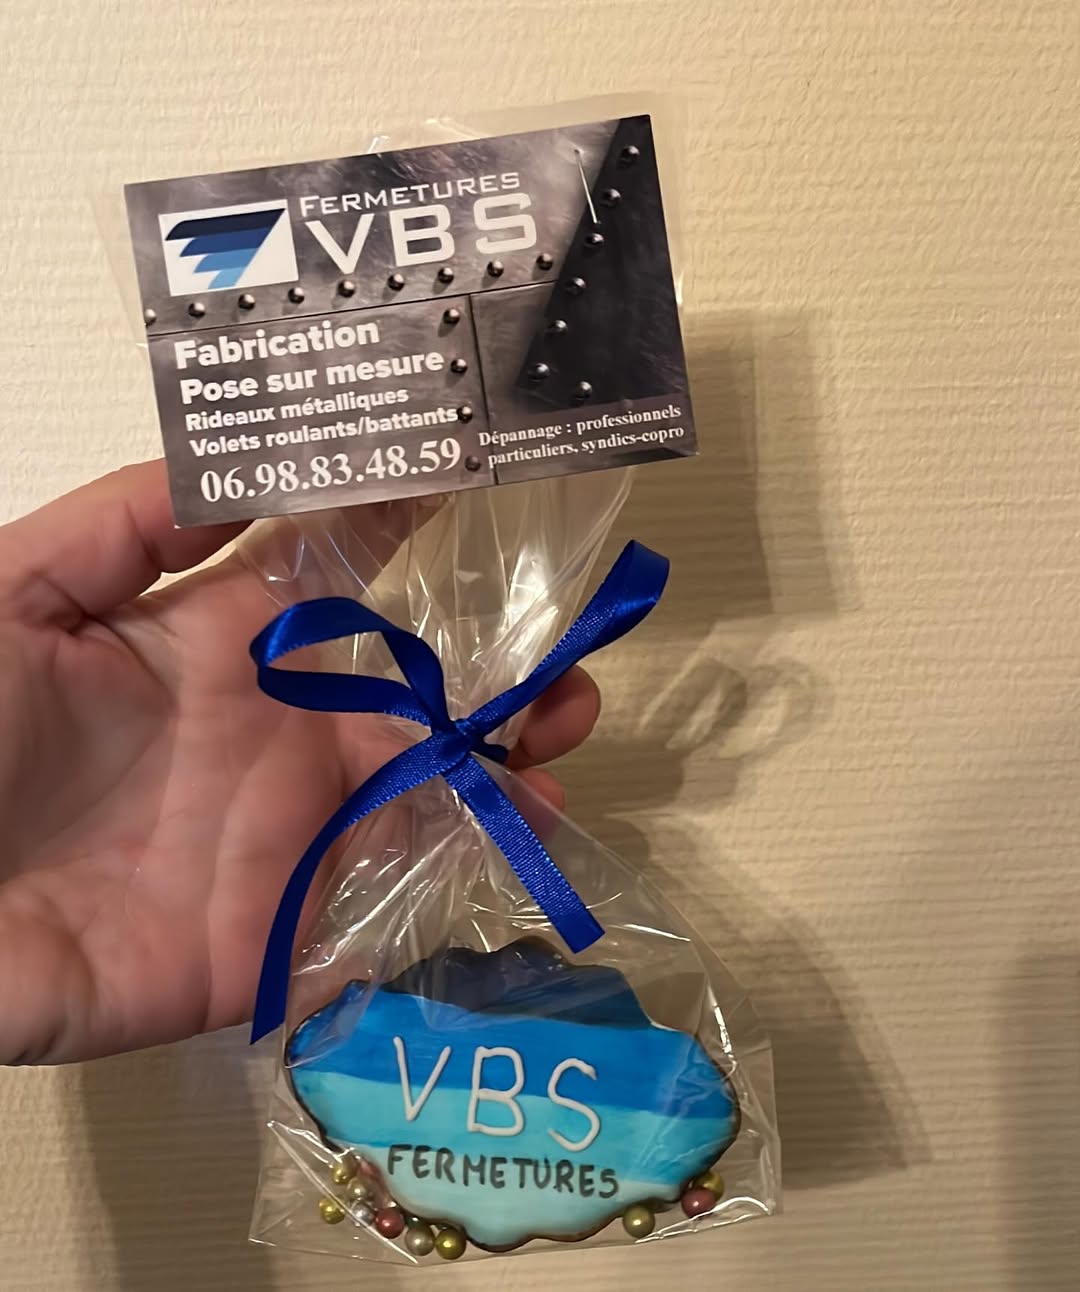 FERMETURES
VBS
Fabrication
Pose sur mesure
Rideaux métalliques
Volets roulants/battants
06.98.83.48.59
Dépannage : professionnels
particuliers, syndics-copro
VBS
FERMETURES